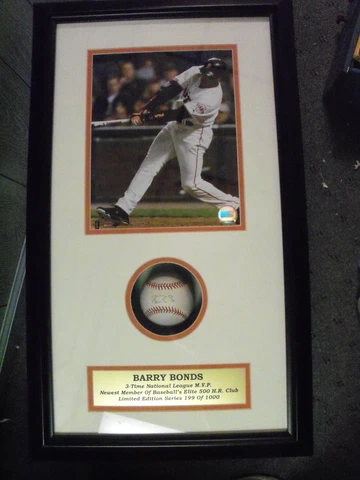 BARRY BONDS
3-Time National League M.V.P.
Newest Member Of Baseball's Elite 500 H.R. Club
Limited Edition Series 199 Of 1000